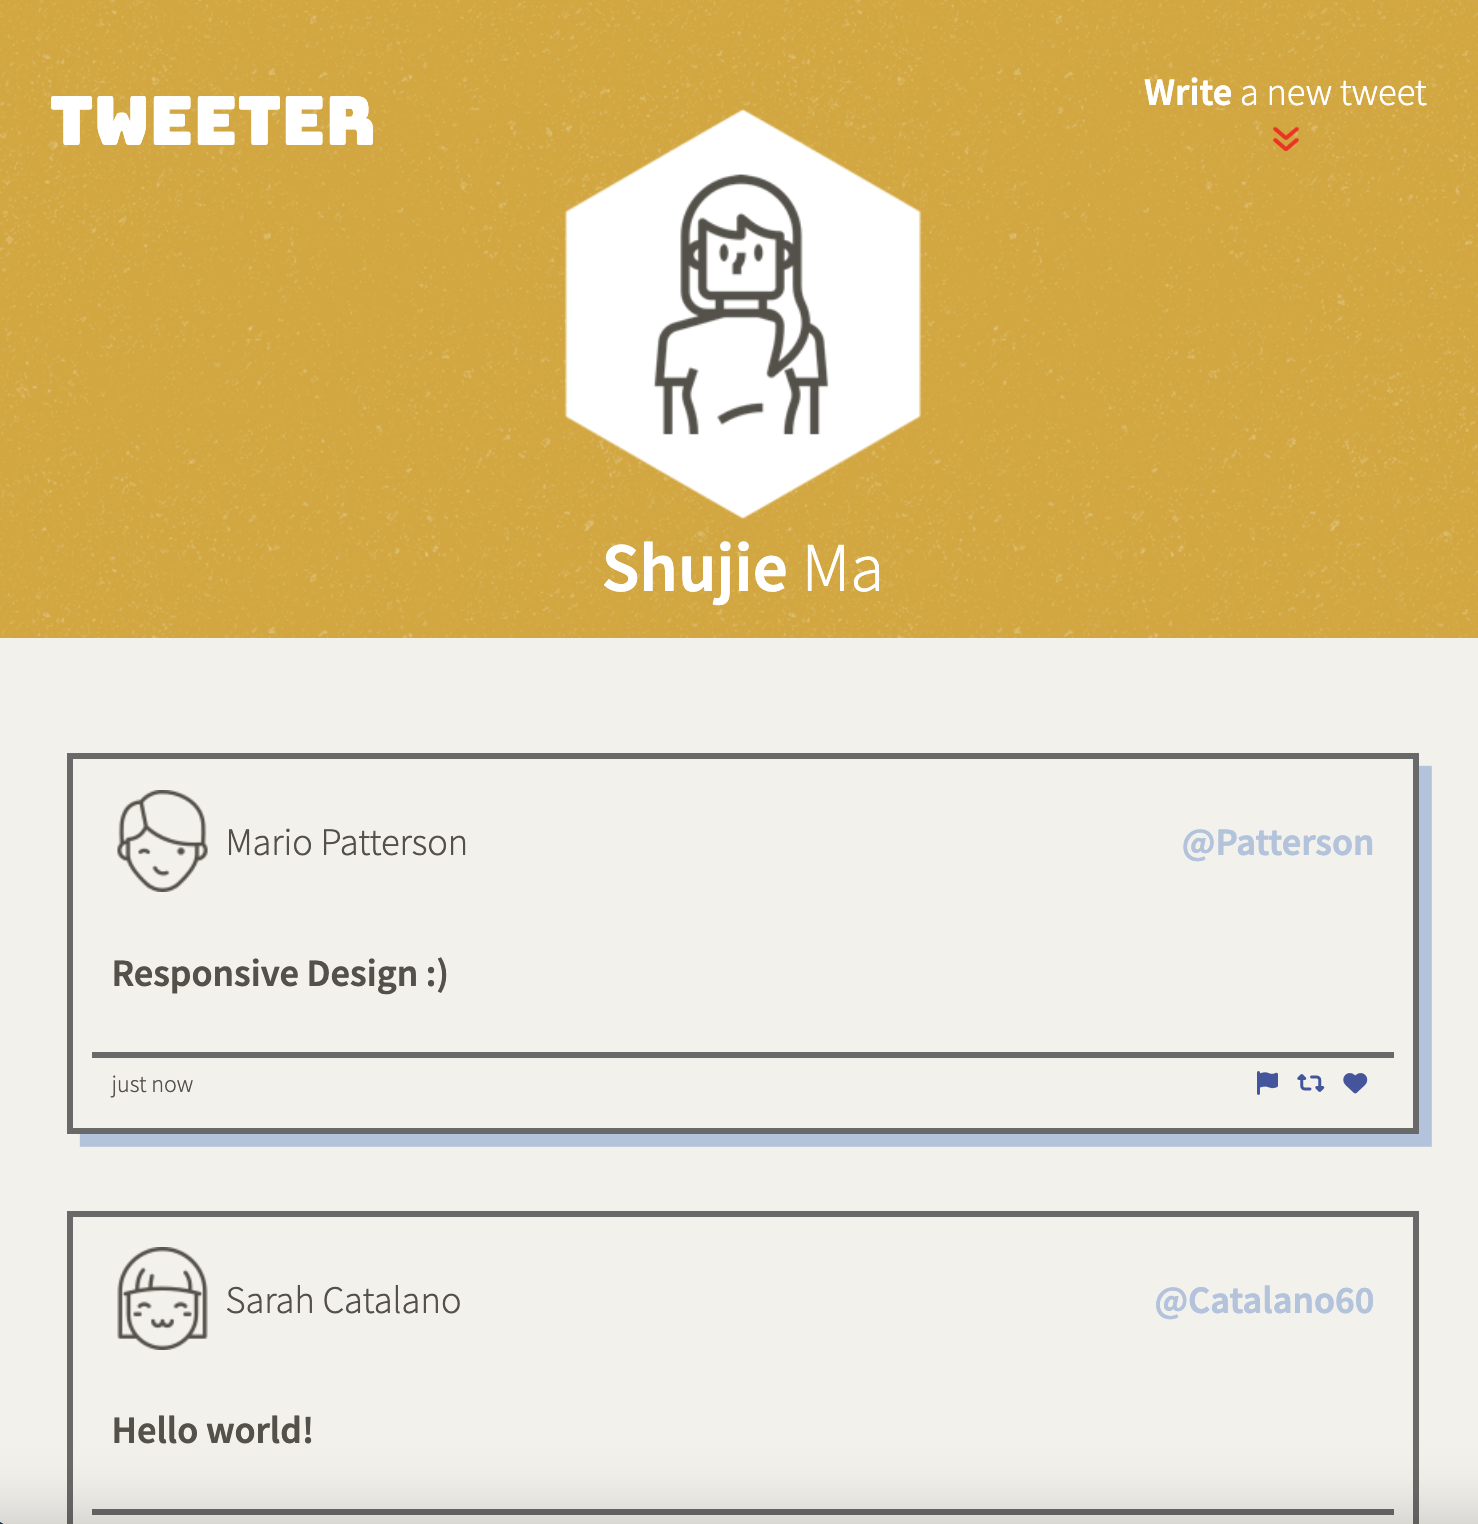 TWEETER
Write a new tweet
Shujie Ma
Mario Patterson
@Patterson
Responsive Design :)
just now
Sarah Catalano
@Catalano60
Hello world!